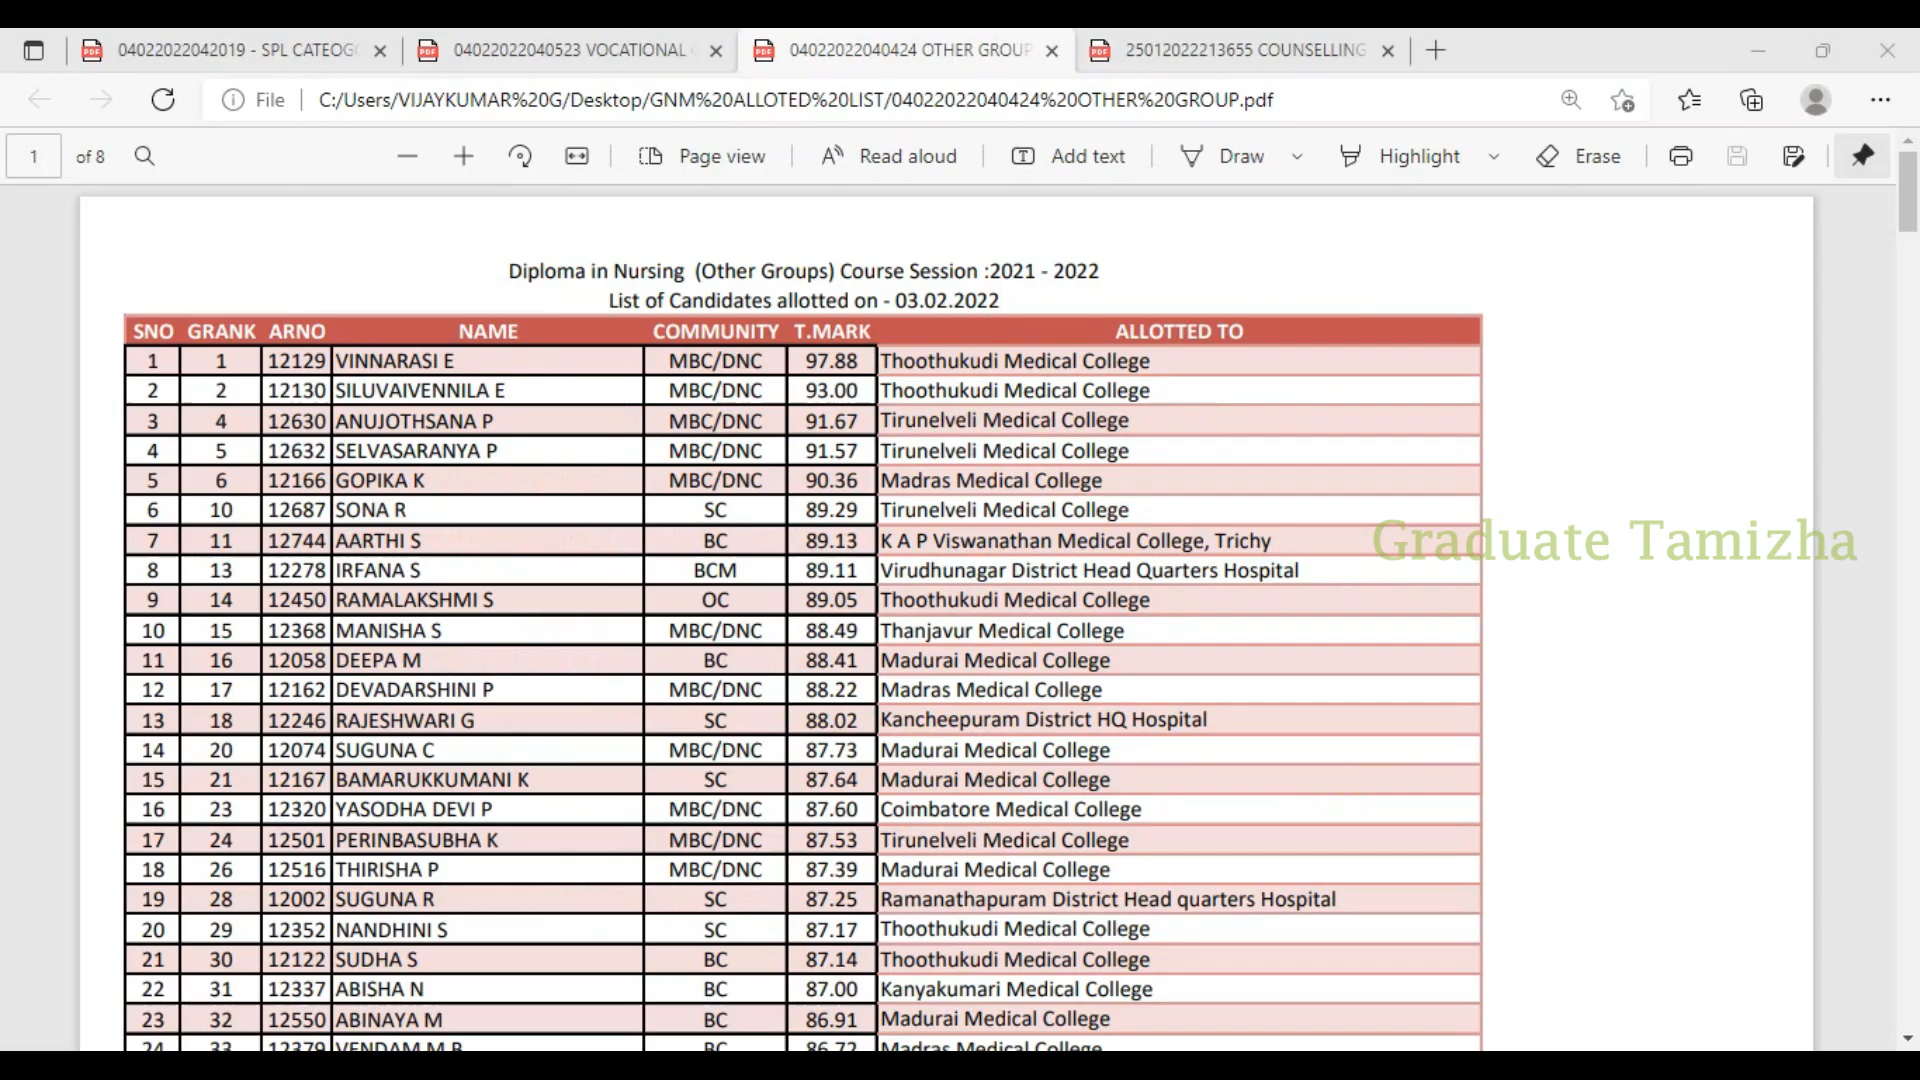 04022022042019 - SPL CATEOG
04022022040523 VOCATIONAL
04022022040424 OTHER GROUP
25012022213655 COUNSELLING
File C:/Users/VIJAYKUMAR%20G/Desktop/GNM%20ALLOTED%20LIST/04022022040424%20OTHER%20GROUP.pdf
1 of 8 Page view Read aloud Add text Draw Highlight Erase
Diploma in Nursing (Other Groups) Course Session :2021 - 2022
List of Candidates allotted on - 03.02.2022
SNO GRANK ARNO NAME COMMUNITY T.MARK ALLOTTED TO
1 1 12129 VINNARASI E MBC/DNC 97.88 Thoothukudi Medical College
2 2 12130 SILUVAIVENNILA E MBC/DNC 93.00 Thoothukudi Medical College
3 4 12630 ANUJOTHSANA P MBC/DNC 91.67 Tirunelveli Medical College
4 5 12632 SELVASARANYA P MBC/DNC 91.57 Tirunelveli Medical College
5 6 12166 GOPIKA K MBC/DNC 90.36 Madras Medical College
6 10 12687 SONA R SC 89.29 Tirunelveli Medical College
7 11 12744 AARTHI S BC 89.13 K A P Viswanathan Medical College, Trichy
Graduate Tamizha
8 13 12278 IRFANA S BCM 89.11 Virudhunagar District Head Quarters Hospital
9 14 12450 RAMALAKSHMI S OC 89.05 Thoothukudi Medical College
10 15 12368 MANISHA S MBC/DNC 88.49 Thanjavur Medical College
11 16 12058 DEEPA M BC 88.41 Madurai Medical College
12 17 12162 DEVADARSHINI P MBC/DNC 88.22 Madras Medical College
13 18 12246 RAJESHWARI G SC 88.02 Kancheepuram District HQ Hospital
14 20 12074 SUGUNA C MBC/DNC 87.73 Madurai Medical College
15 21 12167 BAMARUKKUMANI K SC 87.64 Madurai Medical College
16 23 12320 YASODHA DEVI P MBC/DNC 87.60 Coimbatore Medical College
17 24 12501 PERINBASUBHA K MBC/DNC 87.53 Tirunelveli Medical College
18 26 12516 THIRISHA P MBC/DNC 87.39 Madurai Medical College
19 28 12002 SUGUNA R SC 87.25 Ramanathapuram District Head quarters Hospital
20 29 12352 NANDHINI S SC 87.17 Thoothukudi Medical College
21 30 12122 SUDHA S BC 87.14 Thoothukudi Medical College
22 31 12337 ABISHA N BC 87.00 Kanyakumari Medical College
23 32 12550 ABINAYA M BC 86.91 Madurai Medical College
24 33 12379 VENDAM M B BC 86.72 Madras Medical College